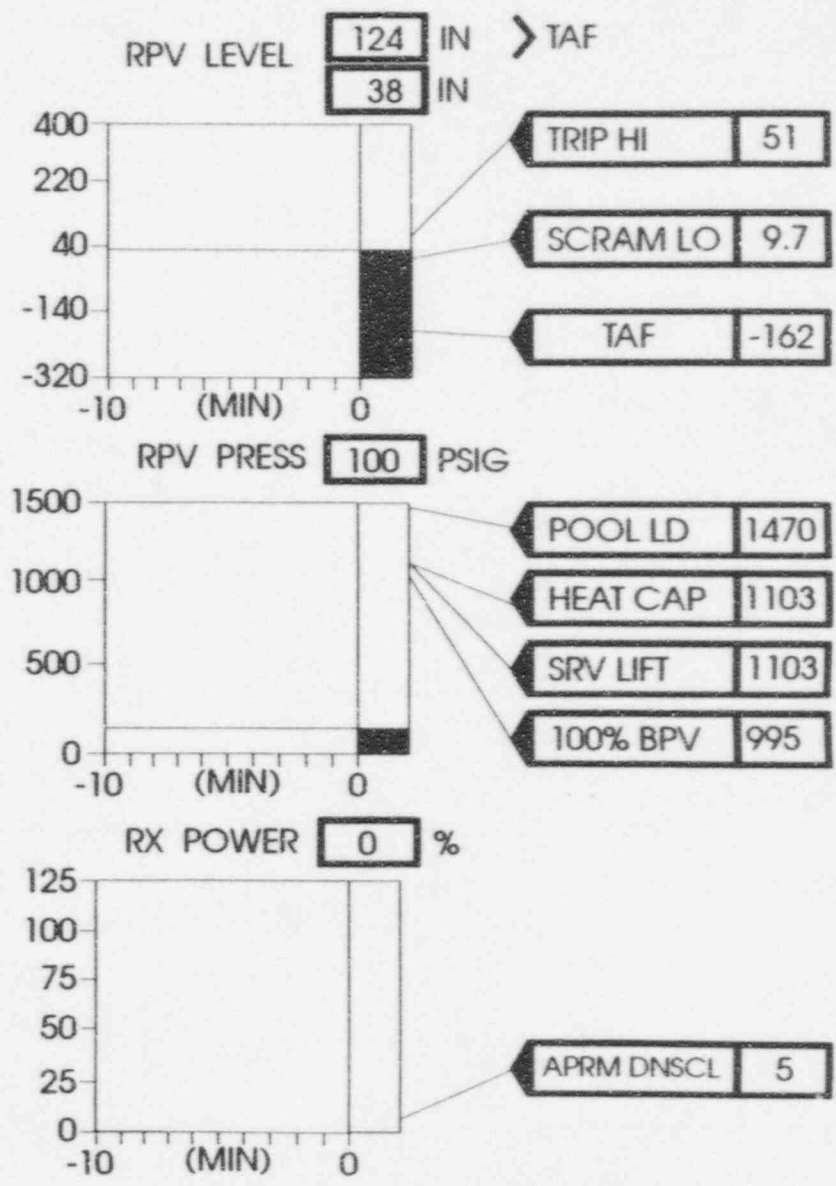 RPV LEVEL 124 IN > TAF
38 IN
400
220
40
-140
-320
-10 (MIN) 0
TRIP HI 51
SCRAM LO 9.7
TAF -162
RPV PRESS 100 PSIG
1500
1000
500
0
-10 (MIN) 0
POOL LD 1470
HEAT CAP 1103
SRV LIFT 1103
100% BPV 995
RX POWER 0 %
125
100
75
50
25
0
-10 (MIN) 0
APRM DNSCL 5